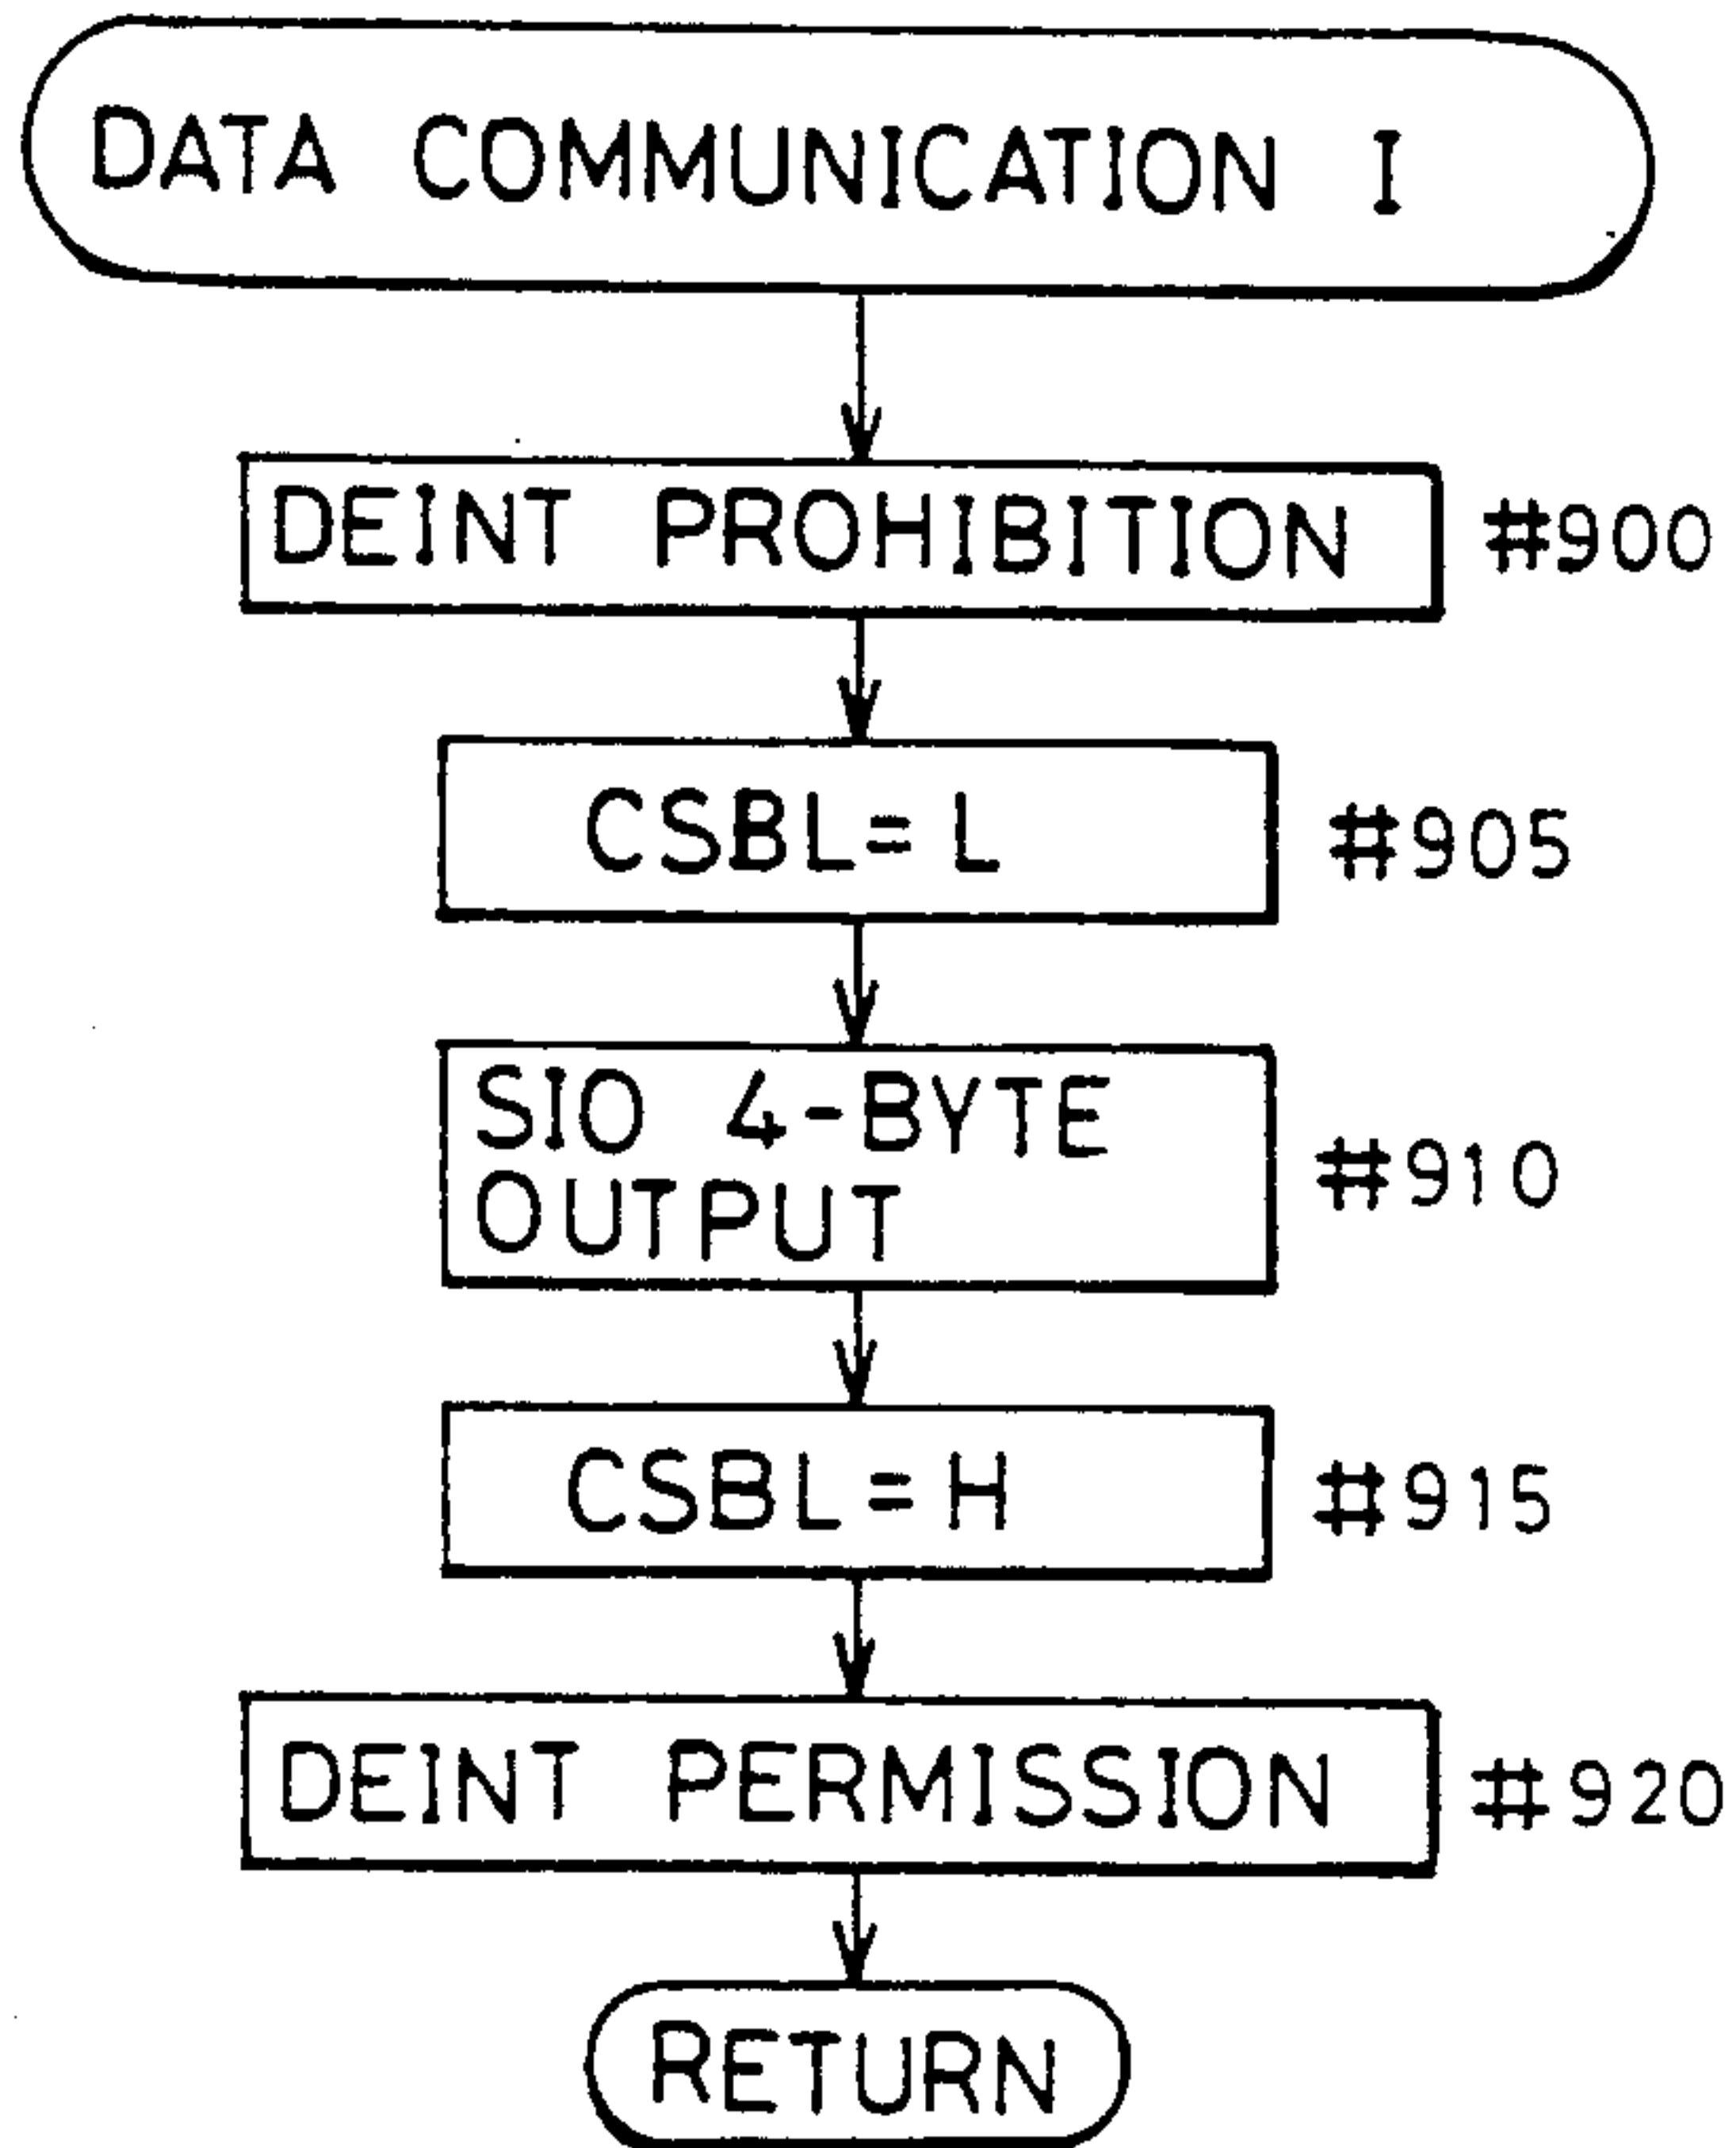 DATA COMMUNICATION I
DEINT PROHIBITION #900
CSBL=L #905
SIO 4-BYTE
OUTPUT
#910
CSBL=H #915
DEINT PERMISSION #920
RETURN